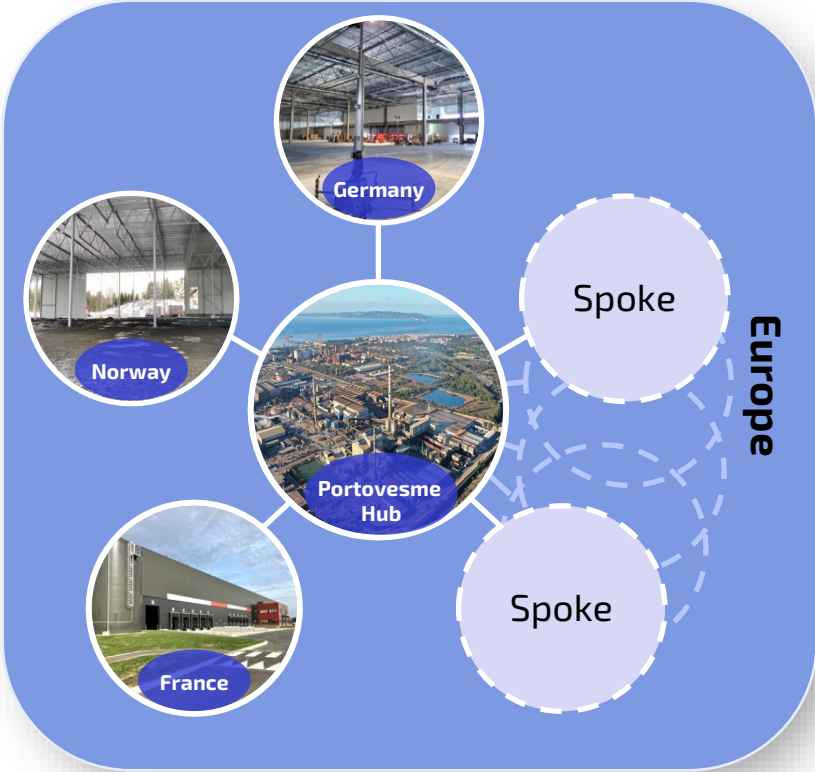 Germany
Norway
Spoke
Europe
Portovesme
Hub
Spoke
France